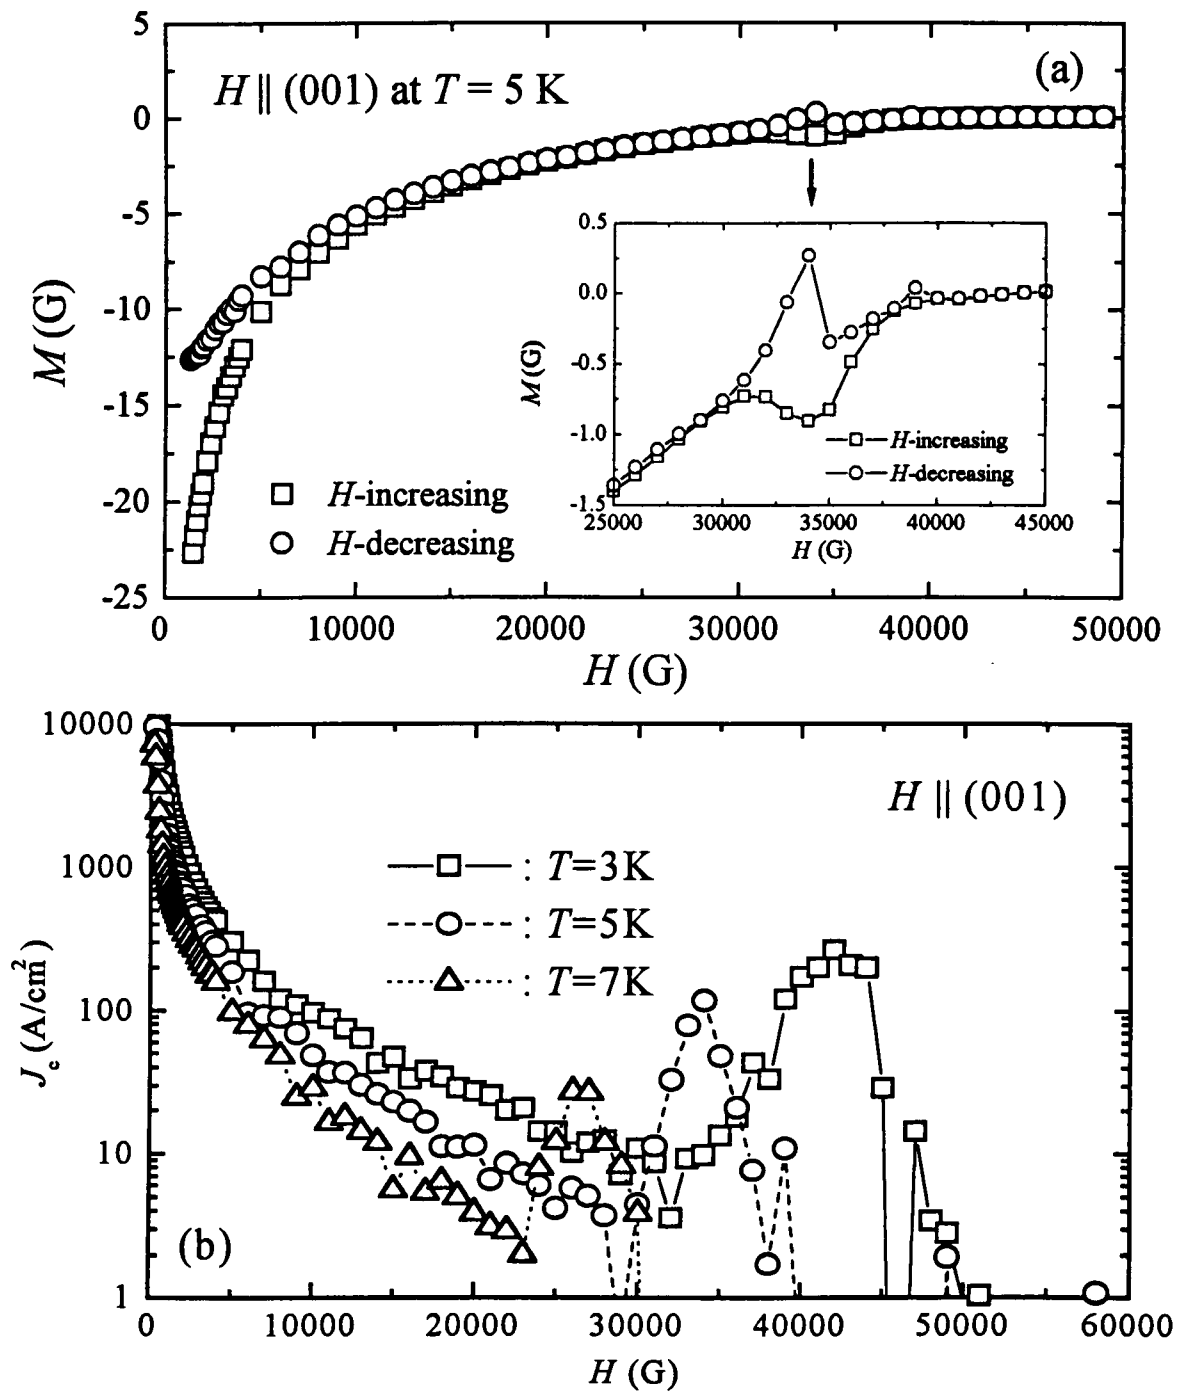 5
0
-5
-10
-15
-20
-25
M (G)
H || (001) at T = 5 K
(a)
H-increasing
H-decreasing
0.5
0.0
-0.5
-1.0
-1.5
M (G)
H-increasing
H-decreasing
25000 30000 35000 40000 45000
H (G)
0 10000 20000 30000 40000 50000
H (G)
10000
1000
100
10
1
Jc (A/cm²)
H || (001)
: T=3K
: T=5K
: T=7K
(b)
0 10000 20000 30000 40000 50000 60000
H (G)